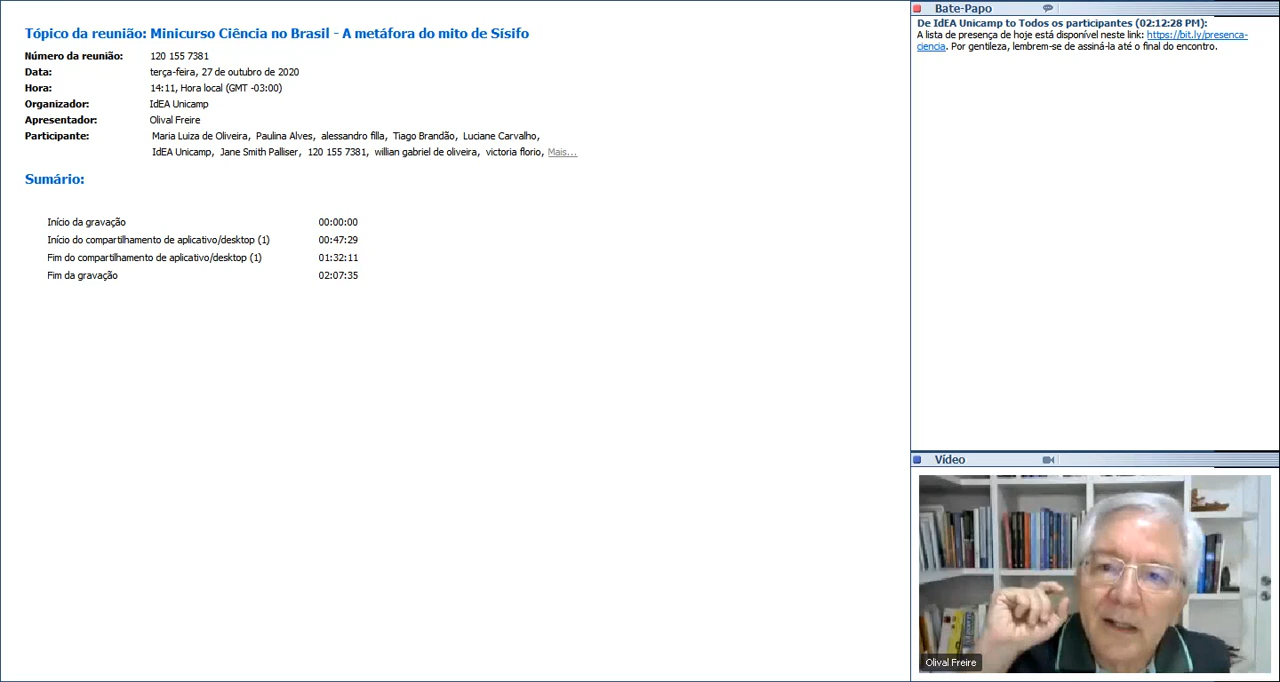 Tópico da reunião: Minicurso Ciência no Brasil - A metáfora do mito de Sísifo
Número da reunião: 120 155 7381
Data: terça-feira, 27 de outubro de 2020
Hora: 14:11, Hora local (GMT -03:00)
Organizador: IdEA Unicamp
Apresentador: Olival Freire
Participante: Maria Luiza de Oliveira, Paulina Alves, alessandro filla, Tiago Brandão, Luciane Carvalho,
IdEA Unicamp, Jane Smith Palliser, 120 155 7381, willian gabriel de oliveira, victoria florio, Mais...
Sumário:
Início da gravação 00:00:00
Início do compartilhamento de aplicativo/desktop (1) 00:47:29
Fim do compartilhamento de aplicativo/desktop (1) 01:32:11
Fim da gravação 02:07:35
Bate-Papo
De IdEA Unicamp to Todos os participantes (02:12:28 PM):
A lista de presença de hoje está disponível neste link: https://bit.ly/presenca-
ciencia. Por gentileza, lembrem-se de assiná-la até o final do encontro.
Vídeo
Olival Freire